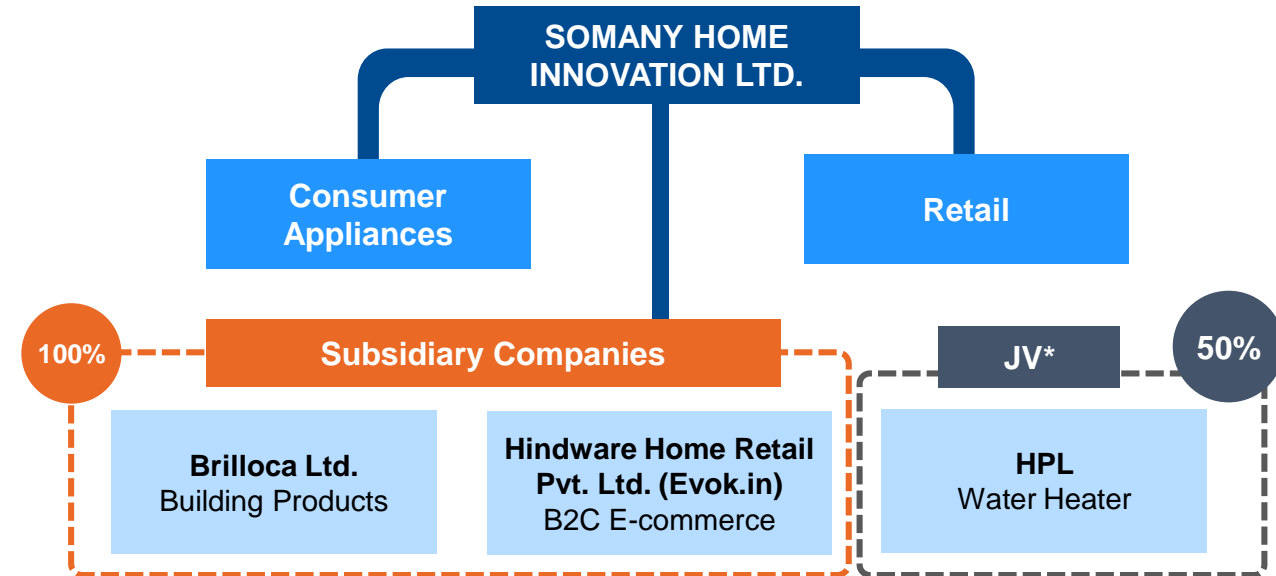 SOMANY HOME
INNOVATION LTD.
Consumer
Appliances
Retail
100%
Subsidiary Companies
JV*
50%
Brilloca Ltd.
Building Products
Hindware Home Retail
Pvt. Ltd. (Evok.in)
B2C E-commerce
HPL
Water Heater